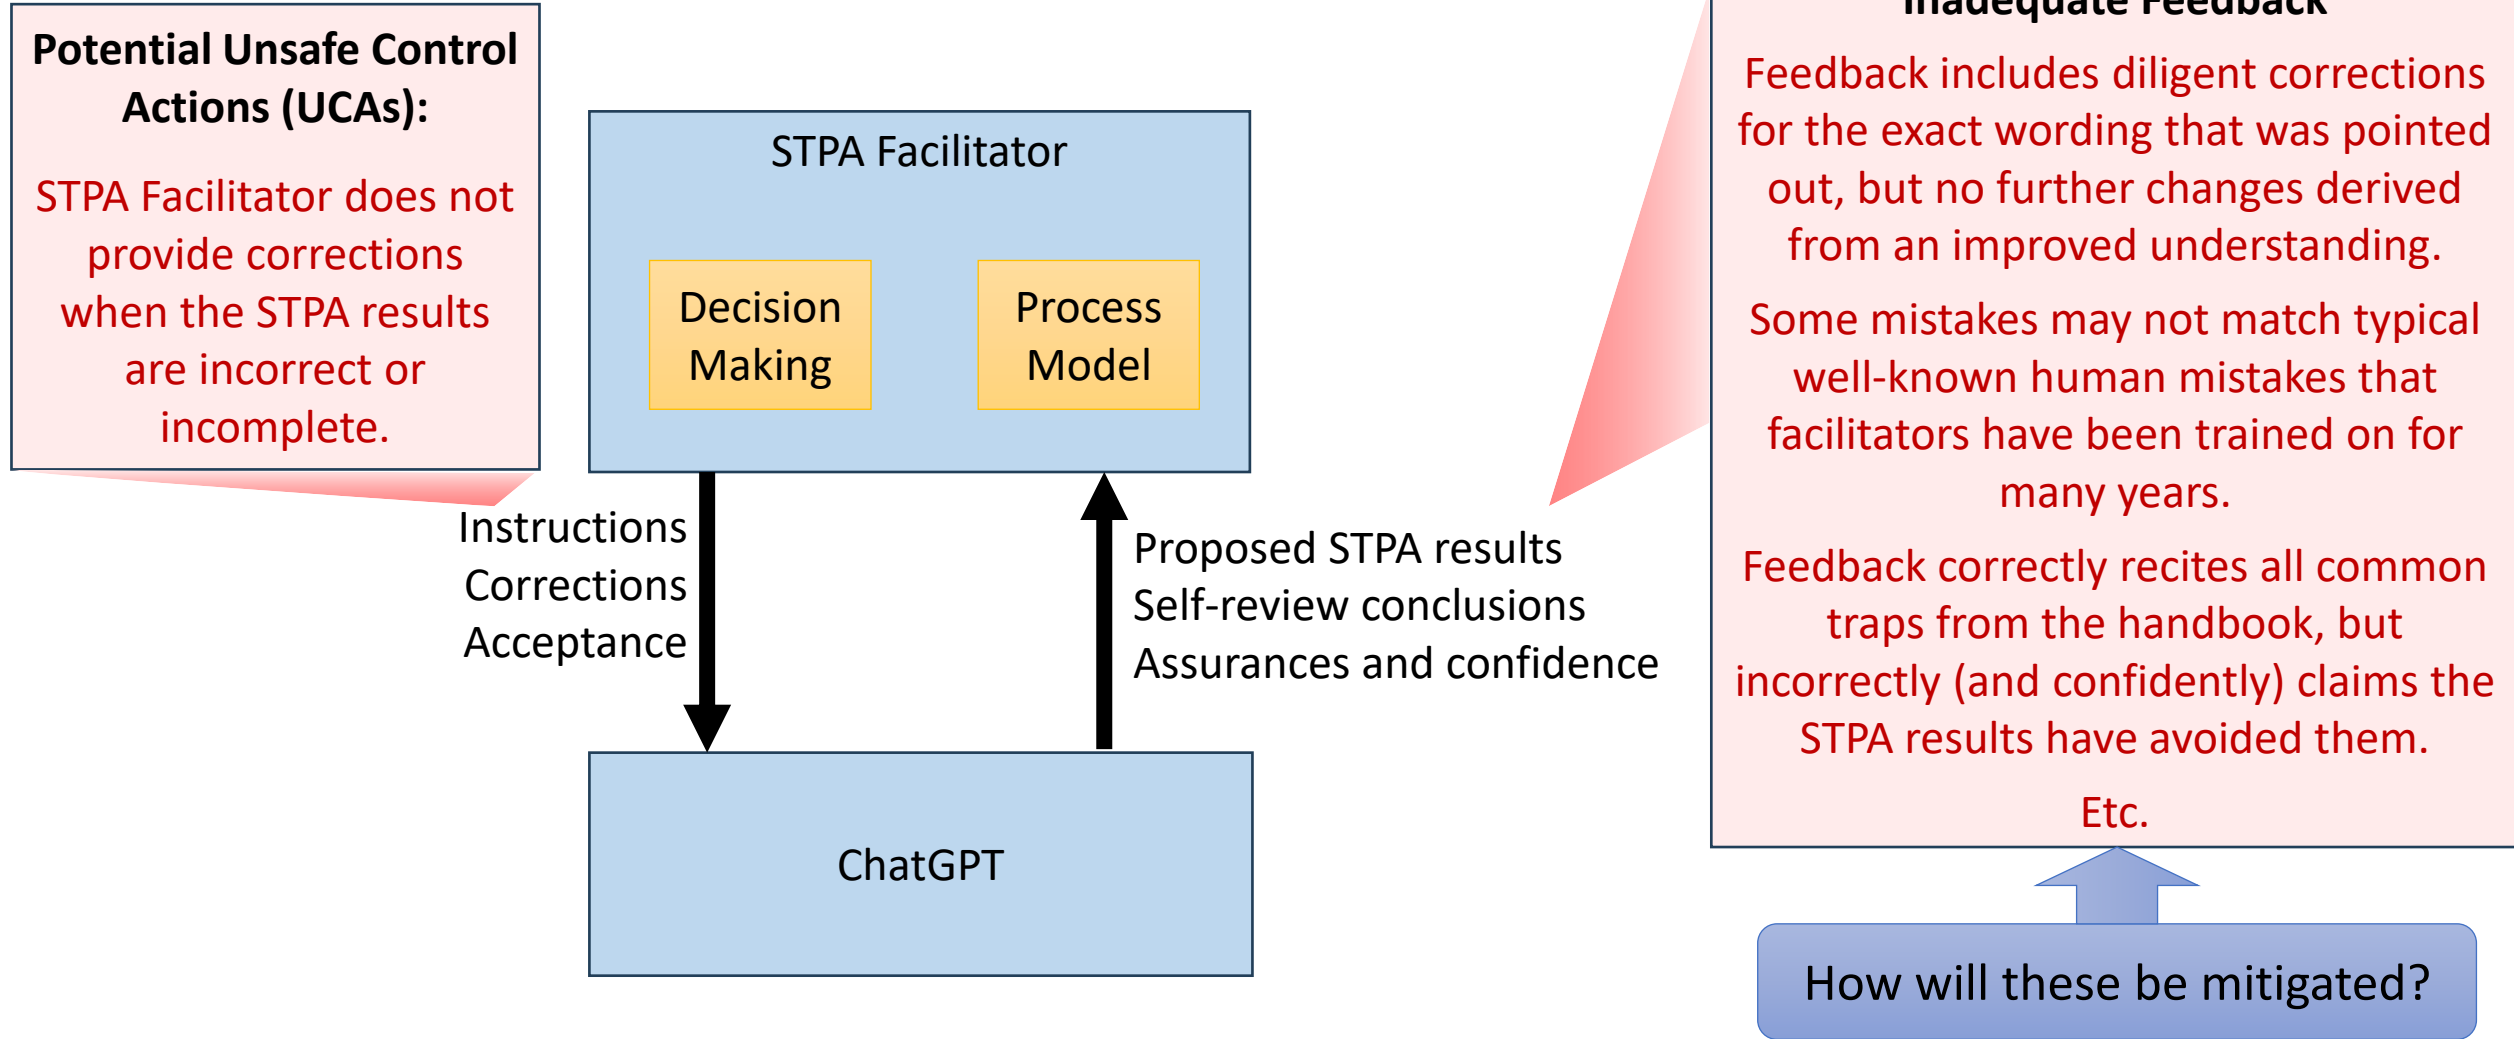 Potential Unsafe Control
Actions (UCAs):
STPA Facilitator does not
provide corrections
when the STPA results
are incorrect or
incomplete.
STPA Facilitator
Decision
Making
Process
Model
Instructions
Corrections
Acceptance
Proposed STPA results
Self-review conclusions
Assurances and confidence
ChatGPT
Inadequate Feedback
Feedback includes diligent corrections
for the exact wording that was pointed
out, but no further changes derived
from an improved understanding.
Some mistakes may not match typical
well-known human mistakes that
facilitators have been trained on for
many years.
Feedback correctly recites all common
traps from the handbook, but
incorrectly (and confidently) claims the
STPA results have avoided them.
Etc.
How will these be mitigated?